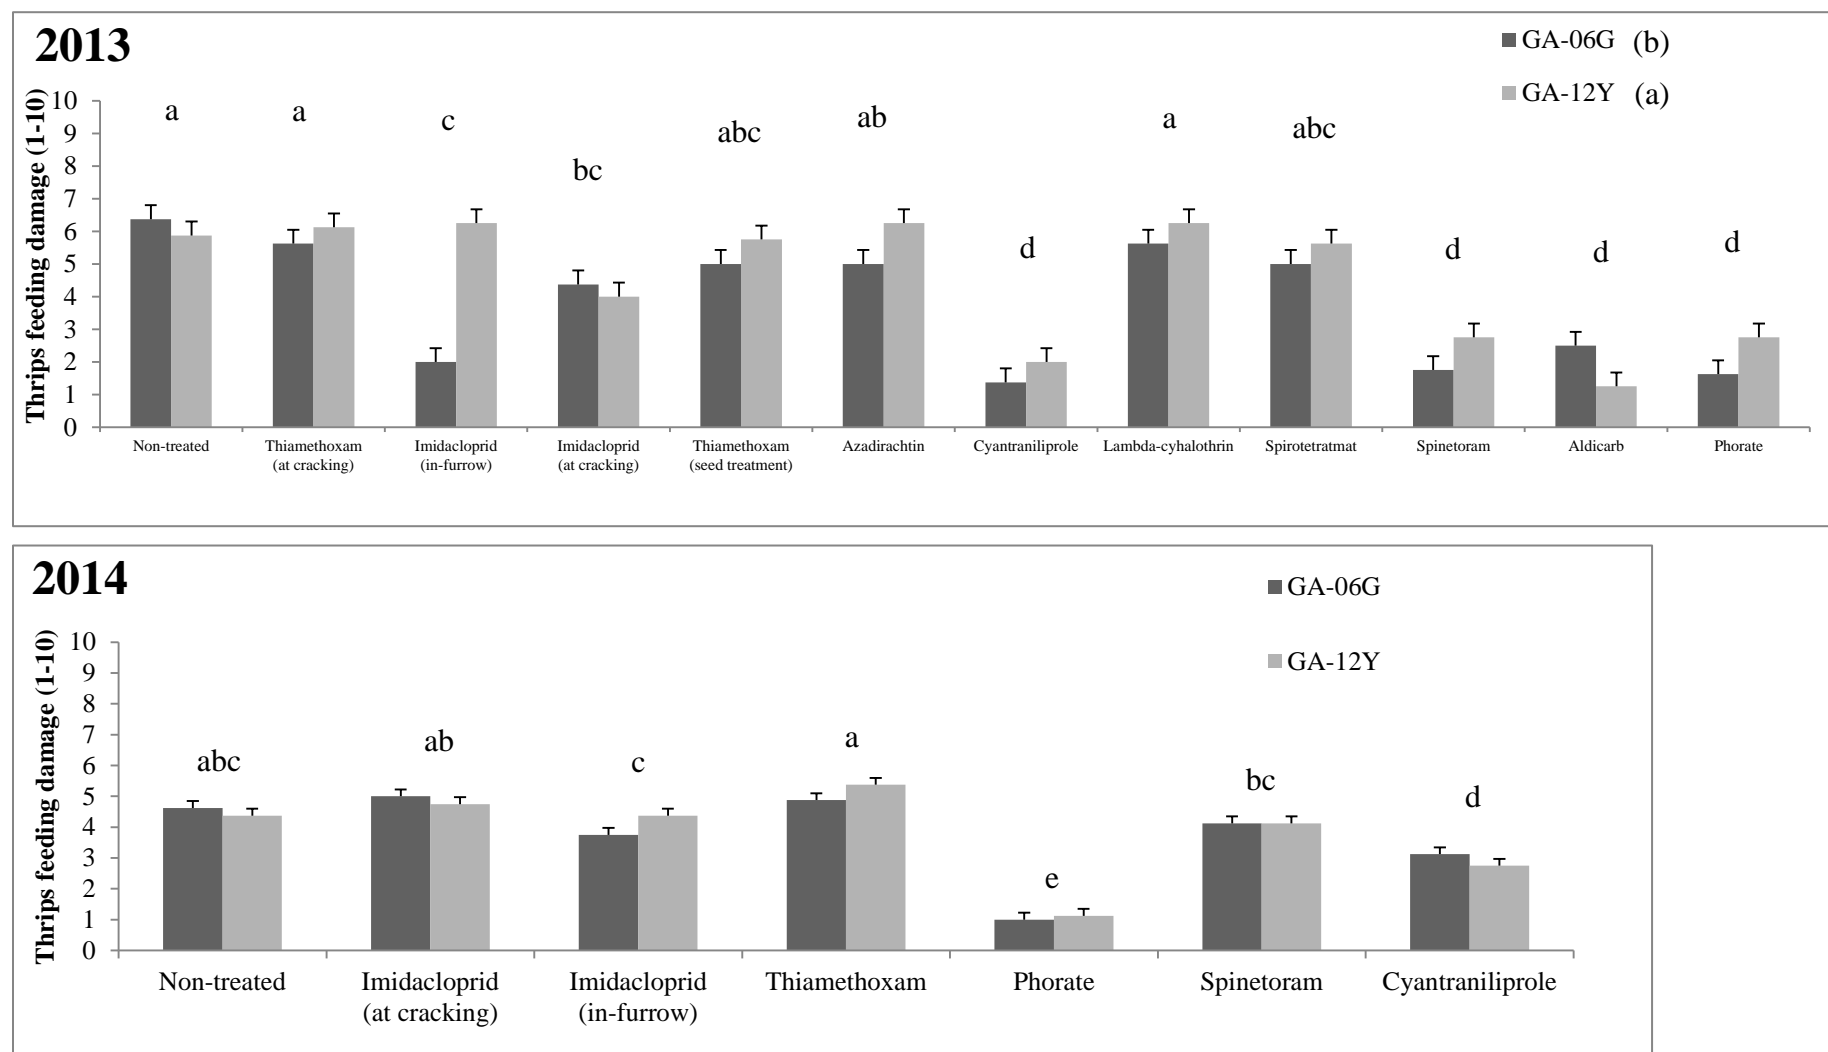 2013
GA-06G (b)
GA-12Y (a)
Thrips feeding damage (1-10)
10
9
8
7
6
5
4
3
2
1
0
a a c bc abc ab d a abc d d d
Non-treated Thiamethoxam Imidacloprid Imidacloprid Thiamethoxam Azadirachtin Cyantraniliprole Lambda-cyhalothrin Spirotetratmat Spinetoram Aldicarb Phorate
(at cracking) (in-furrow) (at cracking) (seed treatment)
2014
GA-06G
GA-12Y
Thrips feeding damage (1-10)
10
9
8
7
6
5
4
3
2
1
0
abc ab c a e bc d
Non-treated Imidacloprid Imidacloprid Thiamethoxam Phorate Spinetoram Cyantraniliprole
(at cracking) (in-furrow)